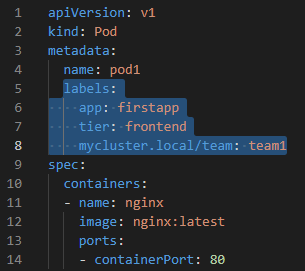 1 apiVersion: v1
2 kind: Pod
3 metadata:
4   name: pod1
5   labels:
6     app: firstapp
7     tier: frontend
8     mycluster.local/team: team1
9 spec:
10   containers:
11   - name: nginx
12     image: nginx:latest
13     ports:
14     - containerPort: 80